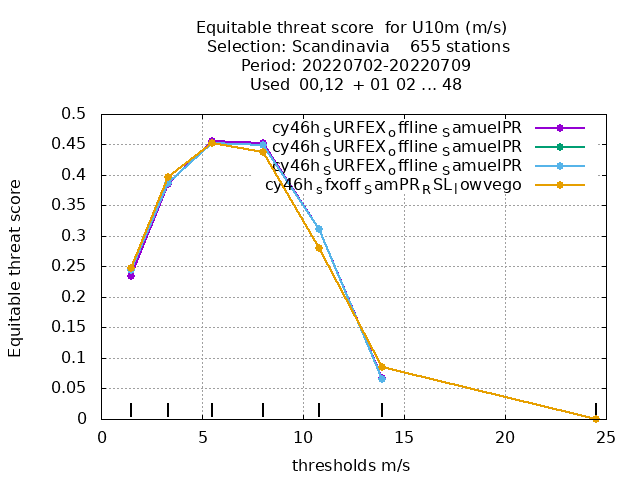 Equitable threat score  for U10m (m/s)
Selection: Scandinavia    655 stations
Period: 20220702-20220709
Used  00,12  + 01 02 ... 48
cy46h_SURFEX_offline_SamuelPR
cy46h_SURFEX_offline_SamuelPR
cy46h_SURFEX_offline_SamuelPR
cy46h_sfxoff_SamPR_RSL_lowvego
Equitable threat score
0.5
0.45
0.4
0.35
0.3
0.25
0.2
0.15
0.1
0.05
0
0 5 10 15 20 25
thresholds m/s